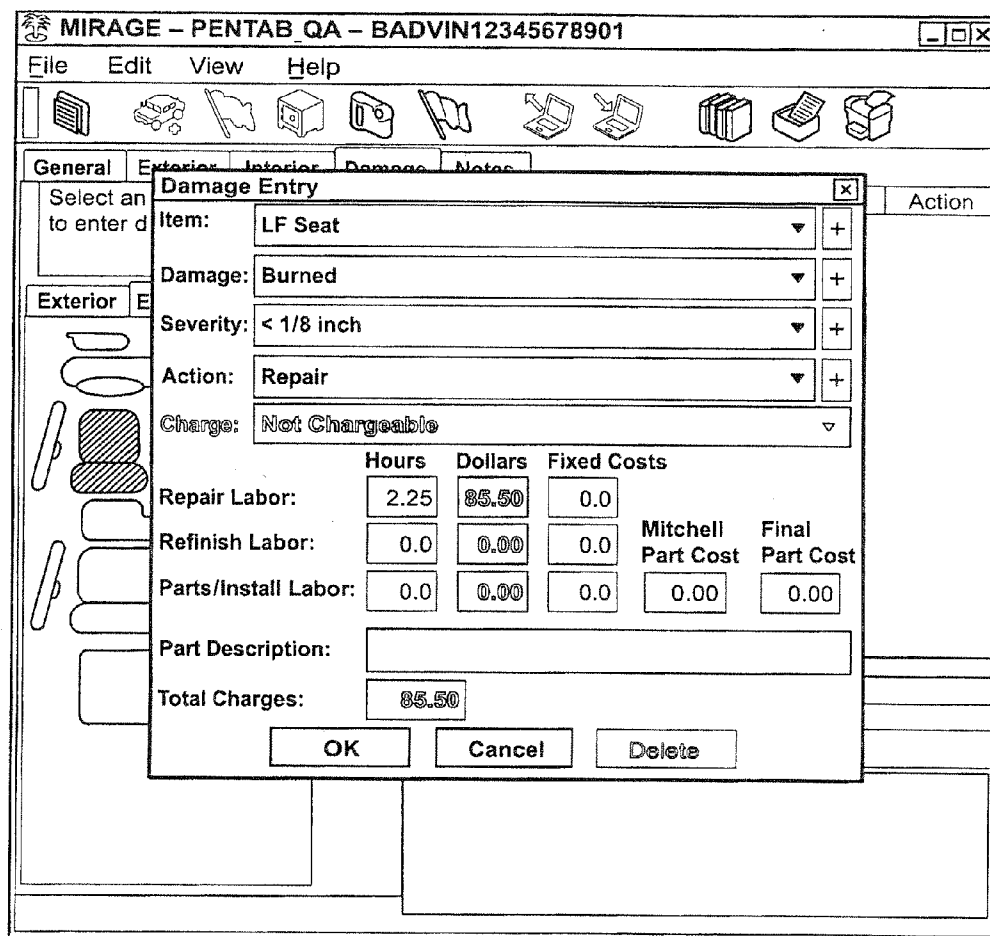 MIRAGE – PENTAB_QA – BADVIN12345678901
File Edit View Help
General Exterior Interior Damage Notes
Select an
to enter d
Action
Damage Entry
Item: LF Seat
Damage: Burned
Exterior E
Severity: < 1/8 inch
Action: Repair
Charge: Not Chargeable
Hours Dollars Fixed Costs
Repair Labor: 2.25 85.50 0.0
Mitchell Part Cost Final Part Cost
Refinish Labor: 0.0 0.00 0.0
Parts/Install Labor: 0.0 0.00 0.0 0.00 0.00
Part Description:
Total Charges: 85.50
OK Cancel Delete